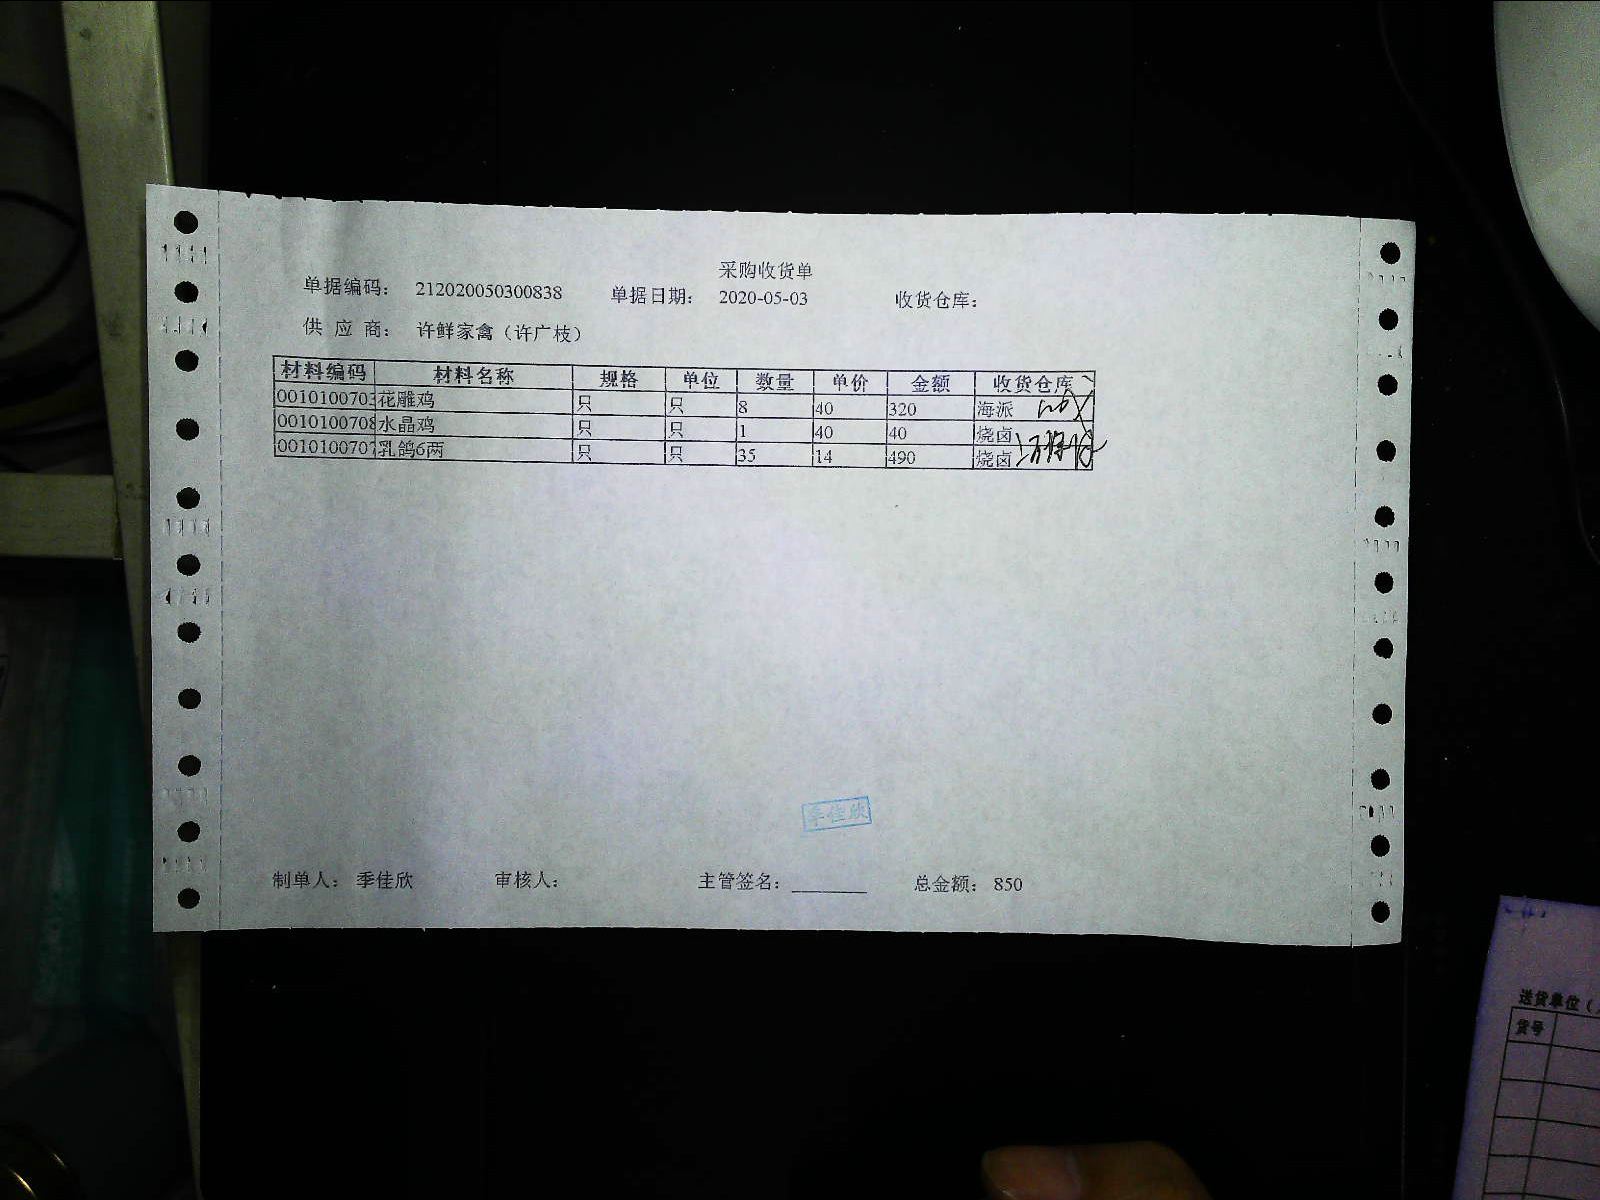 采购收货单
单据编码： 212020050300838 单据日期： 2020-05-03 收货仓库：
供 应 商： 许鲜家禽（许广枝）
材料编码 材料名称 规格 单位 数量 单价 金额 收货仓库
0010100703 花雕鸡 只 只 8 40 320 海派
0010100708 水晶鸡 只 只 1 40 40 烧卤
0010100707 乳鸽6两 只 只 35 14 490 烧卤
季佳欣
制单人： 季佳欣 审核人： 主管签名： 总金额： 850
送货单位（
货号